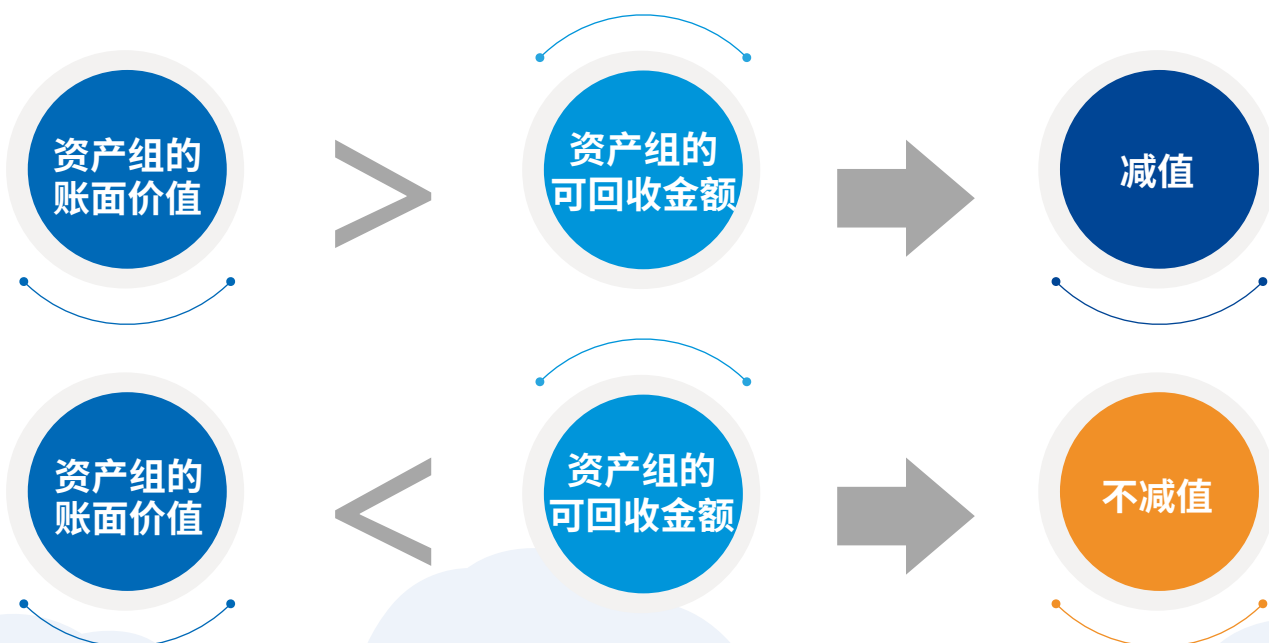 资产组的
账面价值
>
资产组的
可回收金额
减值
资产组的
账面价值
<
资产组的
可回收金额
不减值